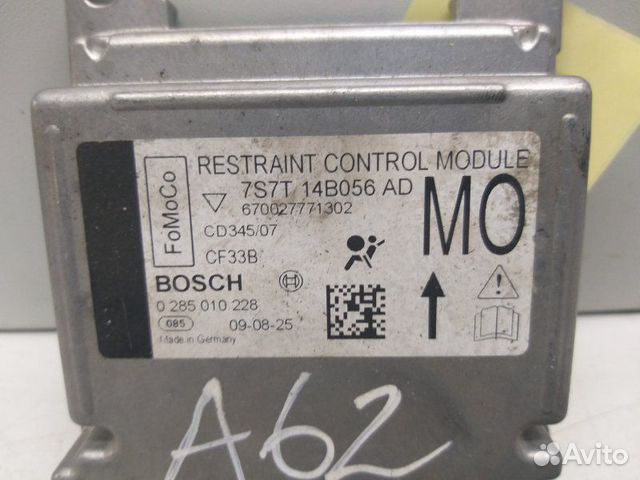 FoMoCo
RESTRAINT CONTROL MODULE
7S7T 14B056 AD
670027771302
CD345/07
CF33B
MO
BOSCH
0 285 010 228
085
09-08-25
Made in Germany
A62
Avito